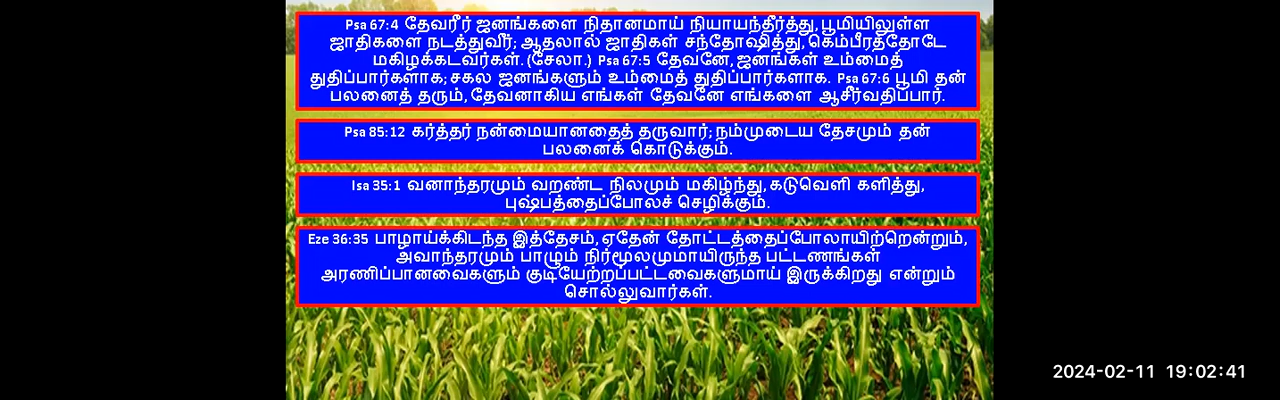 Psa 67:4 தேவரீர் ஜனங்களை நிதானமாய் நியாயந்தீர்த்து, பூமியிலுள்ள
ஜாதிகளை நடத்துவீர்; ஆதலால் ஜாதிகள் சந்தோஷித்து, கெம்பீரத்தோடே
மகிழக்கடவர்கள். (சேலா.) Psa 67:5 தேவனே, ஜனங்கள் உம்மைத்
துதிப்பார்களாக; சகல ஜனங்களும் உம்மைத் துதிப்பார்களாக. Psa 67:6 பூமி தன்
பலனைத் தரும், தேவனாகிய எங்கள் தேவனே எங்களை ஆசீர்வதிப்பார்.
Psa 85:12 கர்த்தர் நன்மையானதைத் தருவார்; நம்முடைய தேசமும் தன்
பலனைக் கொடுக்கும்.
Isa 35:1 வனாந்தரமும் வறண்ட நிலமும் மகிழ்ந்து, கடுவெளி களித்து,
புஷ்பத்தைப்போலச் செழிக்கும்.
Eze 36:35 பாழாய்க்கிடந்த இத்தேசம், ஏதேன் தோட்டத்தைப்போலாயிற்றென்றும்,
அவாந்தரமும் பாழும் நிர்மூலமுமாயிருந்த பட்டணங்கள்
அரணிப்பானவைகளும் குடியேற்றப்பட்டவைகளுமாய் இருக்கிறது என்றும்
சொல்லுவார்கள்.
2024-02-11 19:02:41